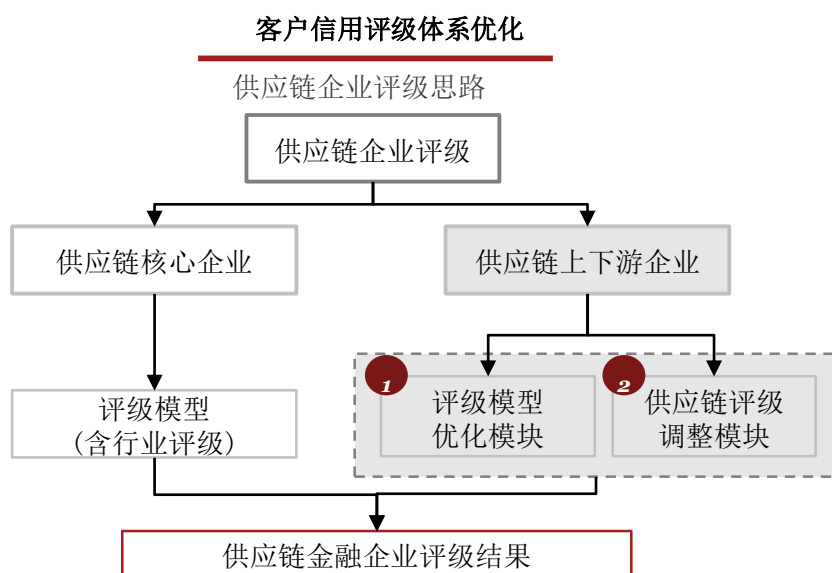 客户信用评级体系优化
供应链企业评级思路
供应链企业评级
供应链核心企业
供应链上下游企业
1
评级模型
优化模块
2
供应链评级
调整模块
评级模型
(含行业评级)
供应链金融企业评级结果